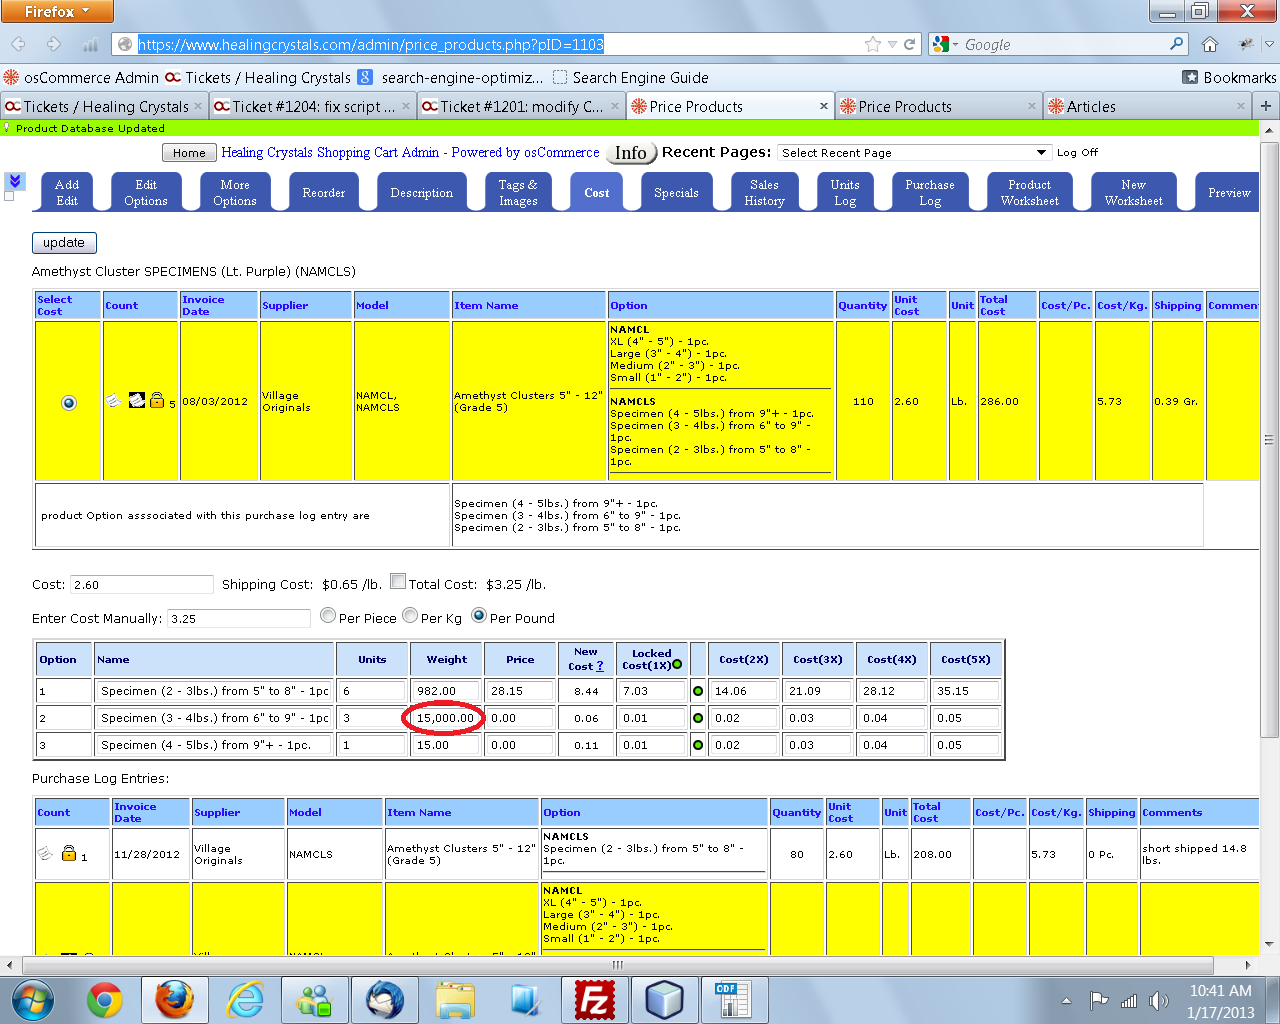 Firefox
https://www.healingcrystals.com/admin/price_products.php?pID=1103
Google
osCommerce Admin
Tickets / Healing Crystals
search-engine-optimiz...
Search Engine Guide
Bookmarks
Tickets / Healing Crystals
Ticket #1204: fix script ...
Ticket #1201: modify C...
Price Products
Price Products
Articles
Product Database Updated
Home
Healing Crystals Shopping Cart Admin - Powered by osCommerce
Info
Recent Pages:
Select Recent Page
Log Off
Add Edit
Edit Options
More Options
Reorder
Description
Tags & Images
Cost
Specials
Sales History
Units Log
Purchase Log
Product Worksheet
New Worksheet
Preview
update
Amethyst Cluster SPECIMENS (Lt. Purple) (NAMCLS)
Select Cost Count Invoice Date Supplier Model Item Name Option Quantity Unit Cost Unit Total Cost Cost/Pc. Cost/Kg. Shipping Comment
5 08/03/2012 Village Originals NAMCL, NAMCLS Amethyst Clusters 5" - 12" (Grade 5)
NAMCL
XL (4" - 5") - 1pc.
Large (3" - 4") - 1pc.
Medium (2" - 3") - 1pc.
Small (1" - 2") - 1pc.
NAMCLS
Specimen (4 - 5lbs.) from 9"+ - 1pc.
Specimen (3 - 4lbs.) from 6" to 9" -
1pc.
Specimen (2 - 3lbs.) from 5" to 8" -
1pc.
110 2.60 Lb. 286.00 5.73 0.39 Gr.
product Option asssociated with this purchase log entry are
Specimen (4 - 5lbs.) from 9"+ - 1pc.
Specimen (3 - 4lbs.) from 6" to 9" - 1pc.
Specimen (2 - 3lbs.) from 5" to 8" - 1pc.
Cost: 2.60 Shipping Cost: $0.65 /lb. Total Cost: $3.25 /lb.
Enter Cost Manually: 3.25 Per Piece Per Kg Per Pound
Option Name Units Weight Price New Cost ? Locked Cost(1X) Cost(2X) Cost(3X) Cost(4X) Cost(5X)
1 Specimen (2 - 3lbs.) from 5" to 8" - 1pc 6 982.00 28.15 8.44 7.03 14.06 21.09 28.12 35.15
2 Specimen (3 - 4lbs.) from 6" to 9" - 1pc 3 15,000.00 0.00 0.06 0.01 0.02 0.03 0.04 0.05
3 Specimen (4 - 5lbs.) from 9"+ - 1pc. 1 15.00 0.00 0.11 0.01 0.02 0.03 0.04 0.05
Purchase Log Entries:
Count Invoice Date Supplier Model Item Name Option Quantity Unit Cost Unit Total Cost Cost/Pc. Cost/Kg. Shipping Comments
1 11/28/2012 Village Originals NAMCLS Amethyst Clusters 5" - 12" (Grade 5)
NAMCLS
Specimen (2 - 3lbs.) from 5" to 8" -
1pc.
80 2.60 Lb. 208.00 5.73 0 Pc. short shipped 14.8 lbs.
NAMCL
XL (4" - 5") - 1pc.
Large (3" - 4") - 1pc.
Medium (2" - 3") - 1pc.
Small (1" - 2") - 1pc.
ODF
10:41 AM
1/17/2013